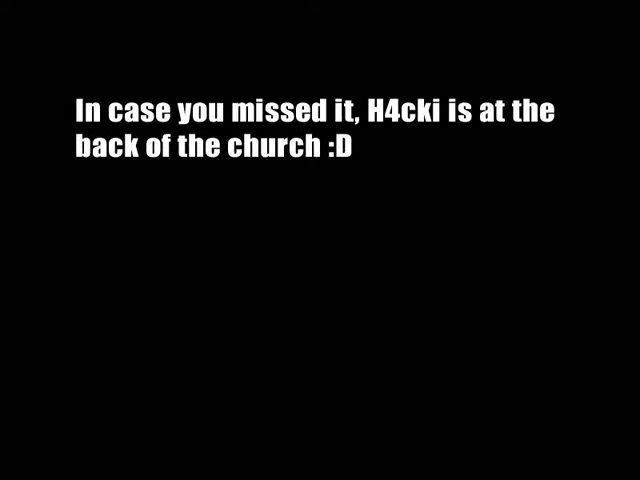 In case you missed it, H4cki is at the
back of the church :D